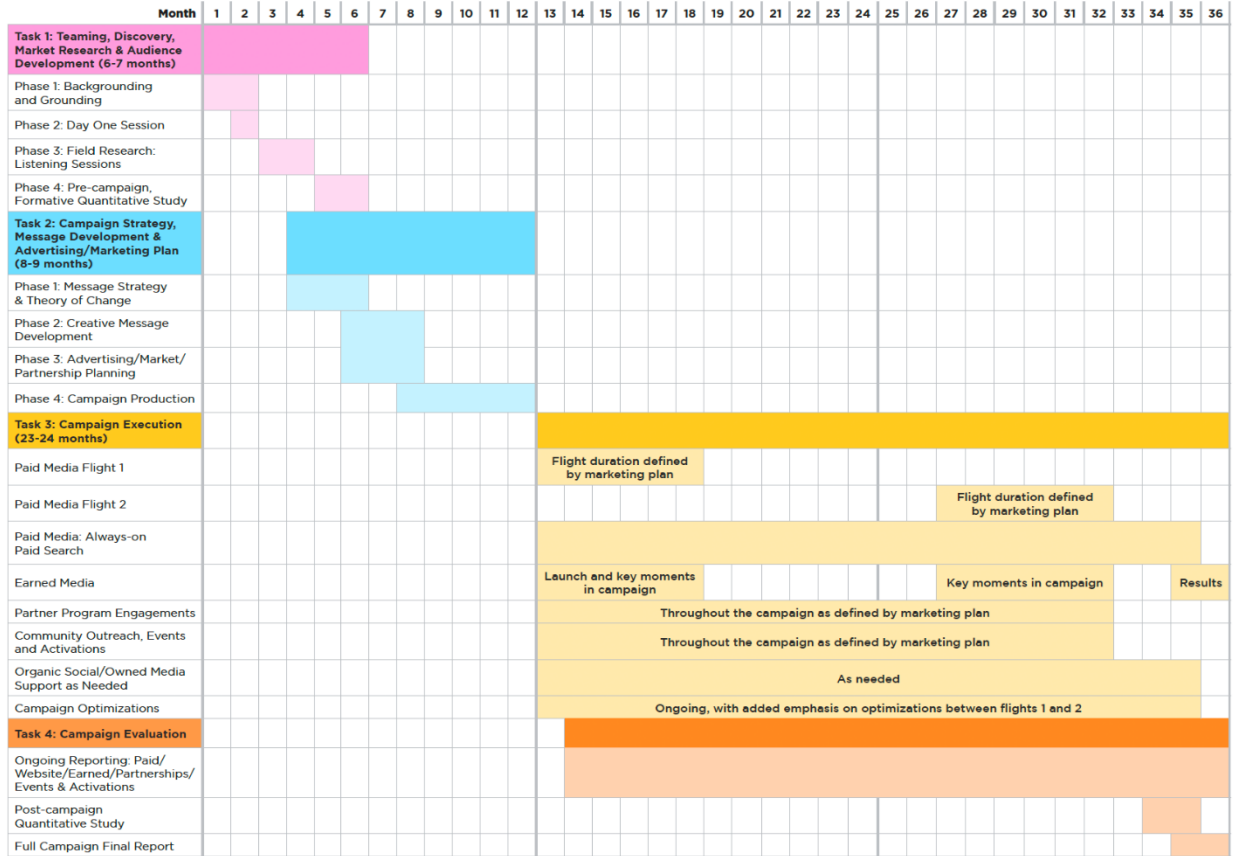 Month 1 2 3 4 5 6 7 8 9 10 11 12 13 14 15 16 17 18 19 20 21 22 23 24 25 26 27 28 29 30 31 32 33 34 35 36
Task 1: Teaming, Discovery,
Market Research & Audience
Development (6-7 months)
Phase 1: Backgrounding
and Grounding
Phase 2: Day One Session
Phase 3: Field Research:
Listening Sessions
Phase 4: Pre-campaign,
Formative Quantitative Study
Task 2: Campaign Strategy,
Message Development &
Advertising/Marketing Plan
(8-9 months)
Phase 1: Message Strategy
& Theory of Change
Phase 2: Creative Message
Development
Phase 3: Advertising/Market/
Partnership Planning
Phase 4: Campaign Production
Task 3: Campaign Execution
(23-24 months)
Paid Media Flight 1
Flight duration defined
by marketing plan
Paid Media Flight 2
Flight duration defined
by marketing plan
Paid Media: Always-on
Paid Search
Earned Media
Launch and key moments
in campaign
Key moments in campaign
Results
Partner Program Engagements
Throughout the campaign as defined by marketing plan
Community Outreach, Events
and Activations
Throughout the campaign as defined by marketing plan
Organic Social/Owned Media
Support as Needed
As needed
Campaign Optimizations
Ongoing, with added emphasis on optimizations between flights 1 and 2
Task 4: Campaign Evaluation
Ongoing Reporting: Paid/
Website/Earned/Partnerships/
Events & Activations
Post-campaign
Quantitative Study
Full Campaign Final Report